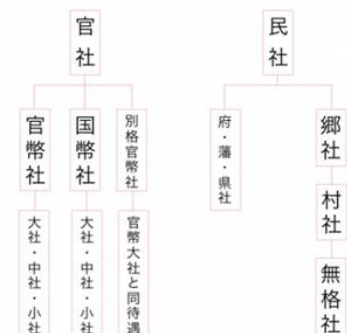 官社
官幣社
大社・中社・小社
国幣社
大社・中社・小社
別格官幣社
官幣大社と同待遇
民社
府・藩・県社
郷社
村社
無格社